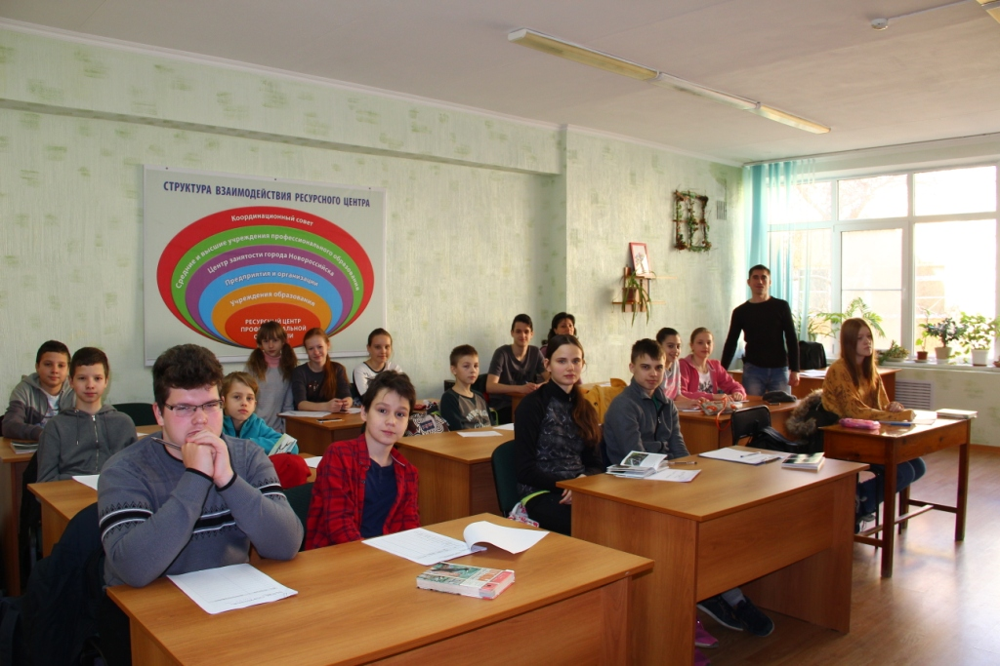 СТРУКТУРА ВЗАИМОДЕЙСТВИЯ РЕСУРСНОГО ЦЕНТРА
Координационный совет
Средние и высшие учреждения профессионального образования
Центр занятости города Новороссийска
Предприятия и организации
Учреждения образования
РЕСУРСНЫЙ ЦЕНТР